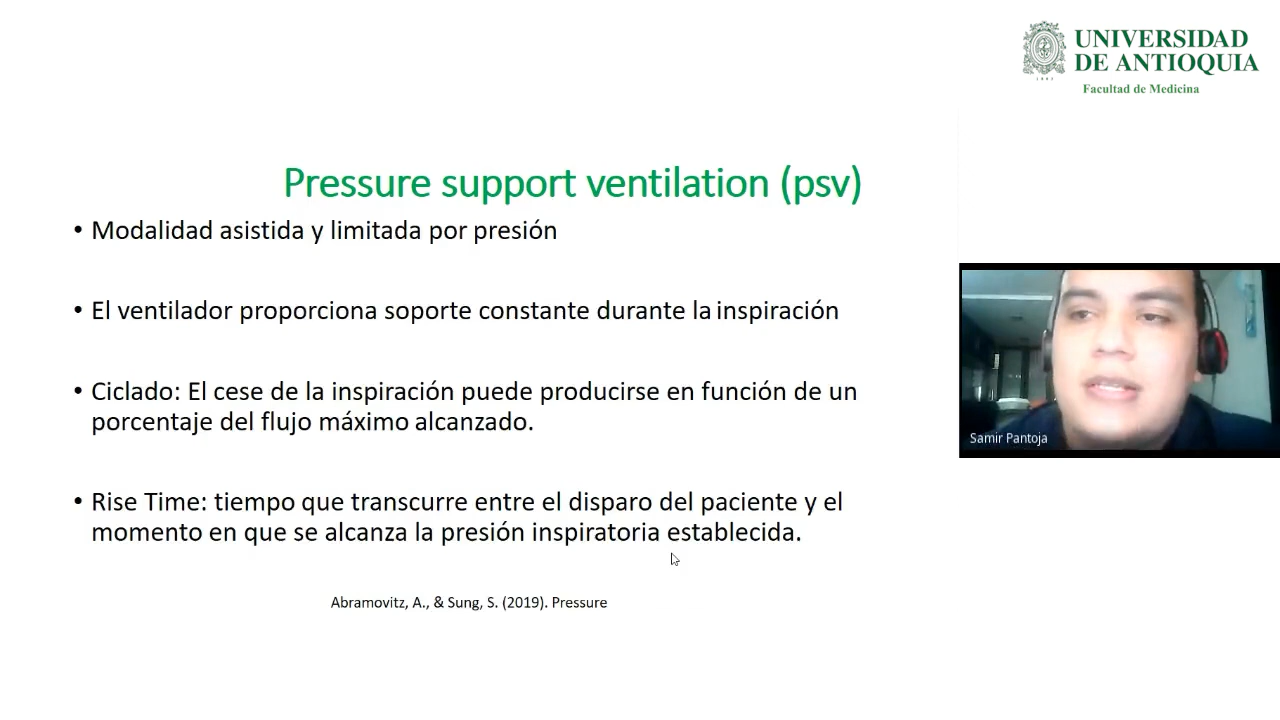 UNIVERSIDAD
DE ANTIOQUIA
1803
Facultad de Medicina
Pressure support ventilation (psv)
• Modalidad asistida y limitada por presión
• El ventilador proporciona soporte constante durante la inspiración
• Ciclado: El cese de la inspiración puede producirse en función de un
porcentaje del flujo máximo alcanzado.
• Rise Time: tiempo que transcurre entre el disparo del paciente y el
momento en que se alcanza la presión inspiratoria establecida.
Abramovitz, A., & Sung, S. (2019). Pressure
Samir Pantoja